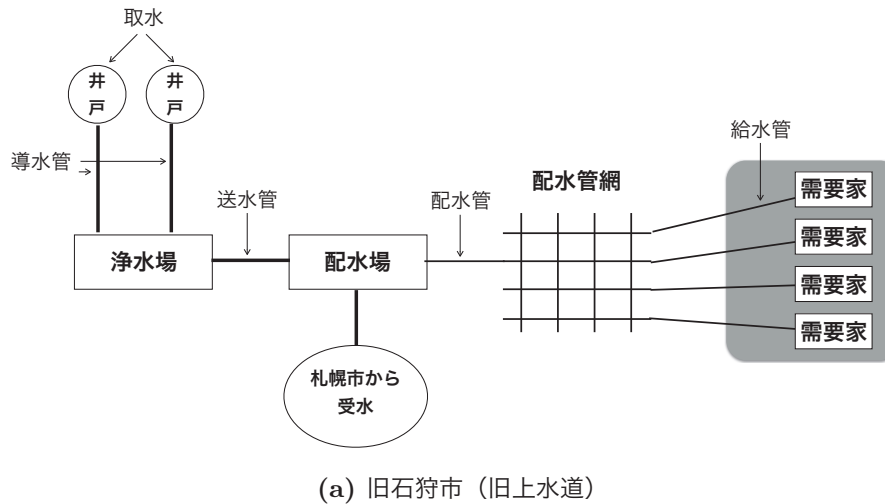 取水
井
戸
井
戸
導水管
浄水場
送水管
配水場
配水管
配水管網
給水管
需要家
需要家
需要家
需要家
札幌市から
受水
(a) 旧石狩市（旧上水道）